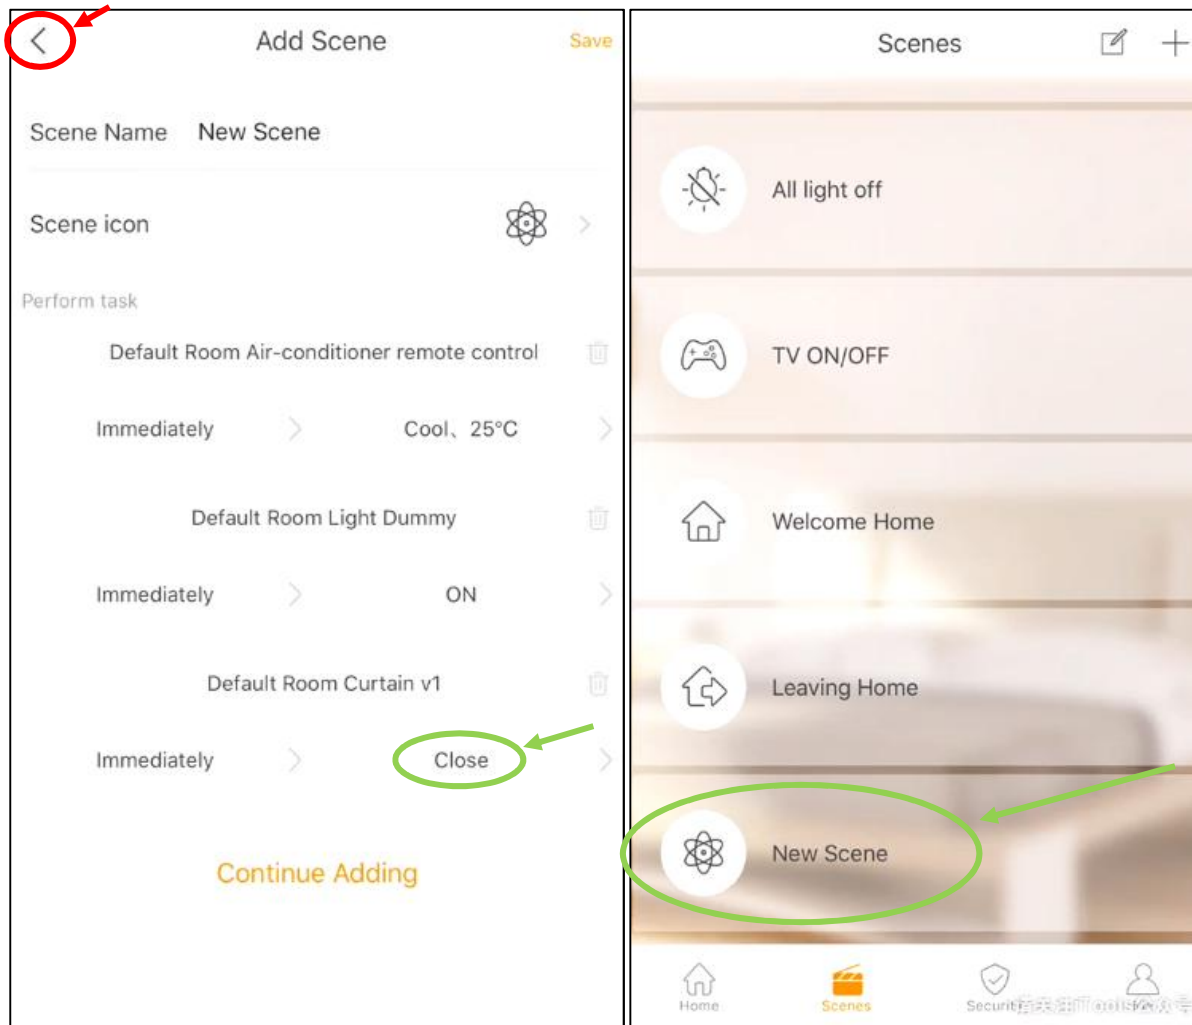 Add Scene
Save
Scene Name New Scene
Scene icon
Perform task
Default Room Air-conditioner remote control
Immediately Cool、25°C
Default Room Light Dummy
Immediately ON
Default Room Curtain v1
Immediately Close
Continue Adding
Scenes
All light off
TV ON/OFF
Welcome Home
Leaving Home
New Scene
Home
Scenes